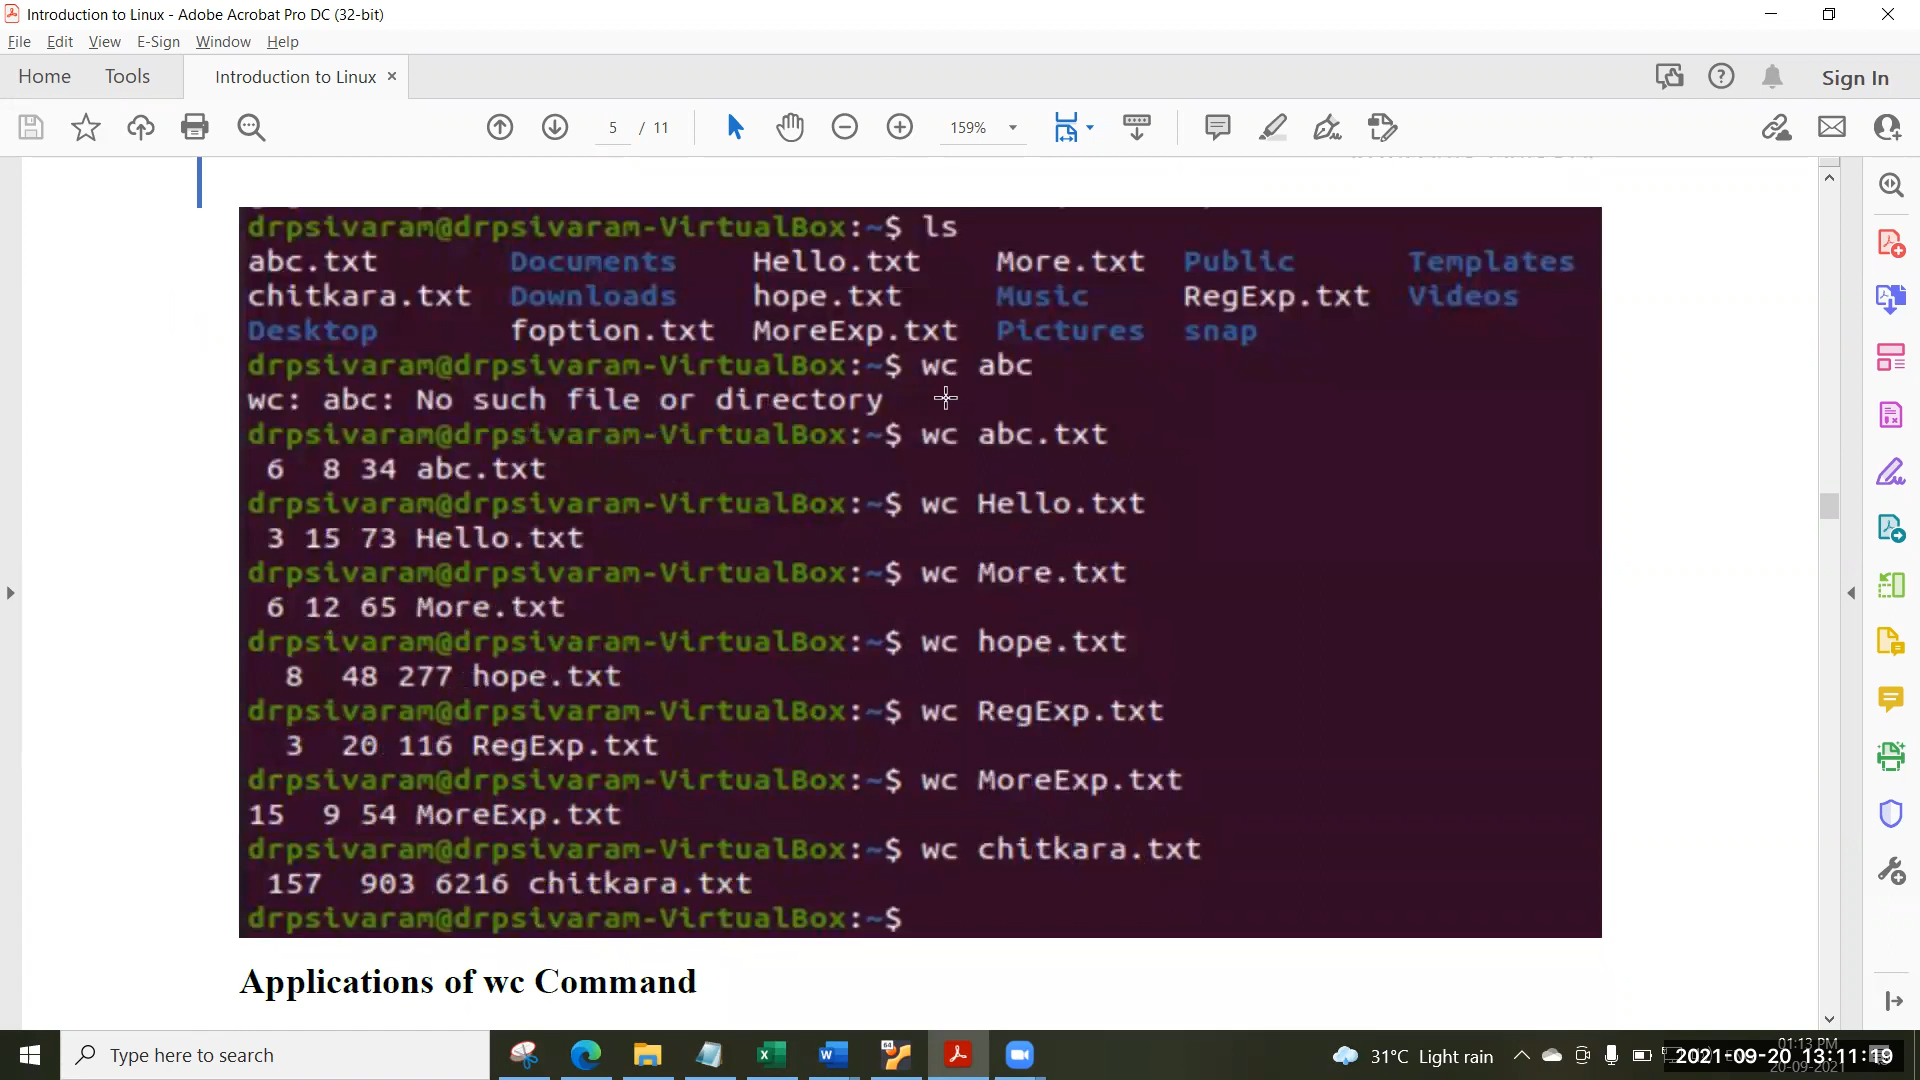 Introduction to Linux - Adobe Acrobat Pro DC (32-bit)
File Edit View E-Sign Window Help
Home Tools Introduction to Linux × Sign In
5 / 11 159%
drpsivaram@drpsivaram-VirtualBox:~$ ls
abc.txt Documents Hello.txt More.txt Public Templates
chitkara.txt Downloads hope.txt Music RegExp.txt Videos
Desktop foption.txt MoreExp.txt Pictures snap
drpsivaram@drpsivaram-VirtualBox:~$ wc abc
wc: abc: No such file or directory
drpsivaram@drpsivaram-VirtualBox:~$ wc abc.txt
6 8 34 abc.txt
drpsivaram@drpsivaram-VirtualBox:~$ wc Hello.txt
3 15 73 Hello.txt
drpsivaram@drpsivaram-VirtualBox:~$ wc More.txt
6 12 65 More.txt
drpsivaram@drpsivaram-VirtualBox:~$ wc hope.txt
8 48 277 hope.txt
drpsivaram@drpsivaram-VirtualBox:~$ wc RegExp.txt
3 20 116 RegExp.txt
drpsivaram@drpsivaram-VirtualBox:~$ wc MoreExp.txt
15 9 54 MoreExp.txt
drpsivaram@drpsivaram-VirtualBox:~$ wc chitkara.txt
157 903 6216 chitkara.txt
drpsivaram@drpsivaram-VirtualBox:~$
Applications of wc Command
Type here to search 31°C Light rain
01:13 PM
2021-09-20 13:11:19
20-09-2021